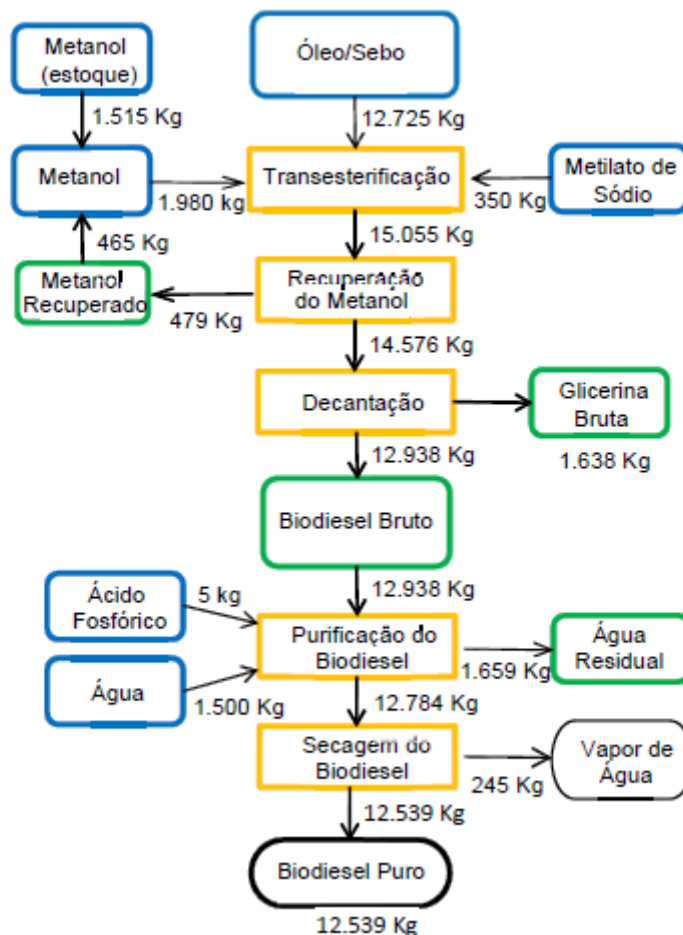 Metanol
(estoque)
Óleo/Sebo
1.515 Kg
12.725 Kg
Metanol
1.980 kg
Transesterificação
350 Kg
Metilato de
Sódio
465 Kg
15.055 Kg
Metanol
Recuperado
479 Kg
Recuperação
do Metanol
14.576 Kg
Decantação
Glicerina
Bruta
1.638 Kg
12.938 Kg
Biodiesel Bruto
12.938 Kg
Ácido
Fosfórico
5 kg
Purificação do
Biodiesel
Água
Residual
1.659 Kg
Água
1.500 Kg
12.784 Kg
Secagem do
Biodiesel
Vapor de
Água
245 Kg
12.539 Kg
Biodiesel Puro
12.539 Kg